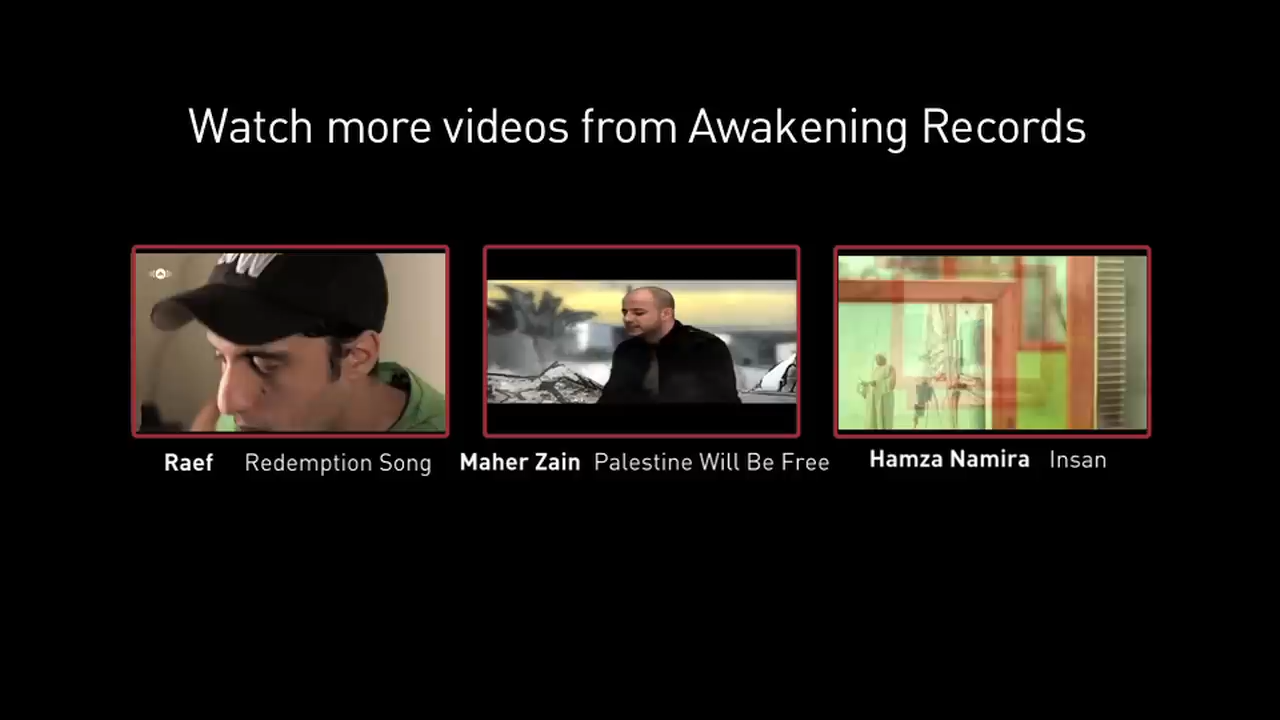 Watch more videos from Awakening Records
Raef Redemption Song
Maher Zain Palestine Will Be Free
Hamza Namira Insan